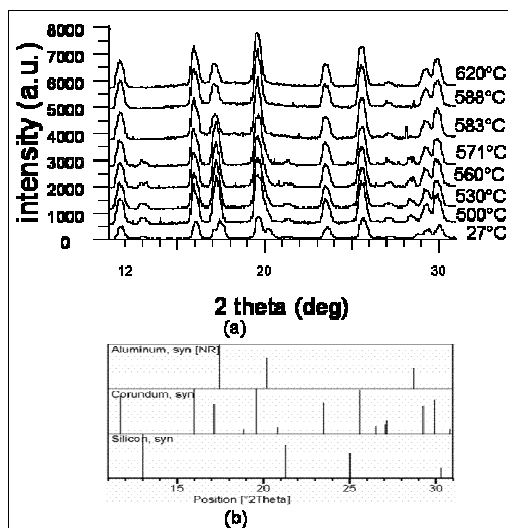 8000
7000
6000
5000
4000
3000
2000
1000
0
intensity (a.u.)
620°C
588°C
583°C
571°C
560°C
530°C
500°C
27°C
12
20
30
2 theta (deg)
(a)
Aluminum, syn [NR]
Corundum, syn
Silicon, syn
15
20
25
30
Position [°2Theta]
(b)